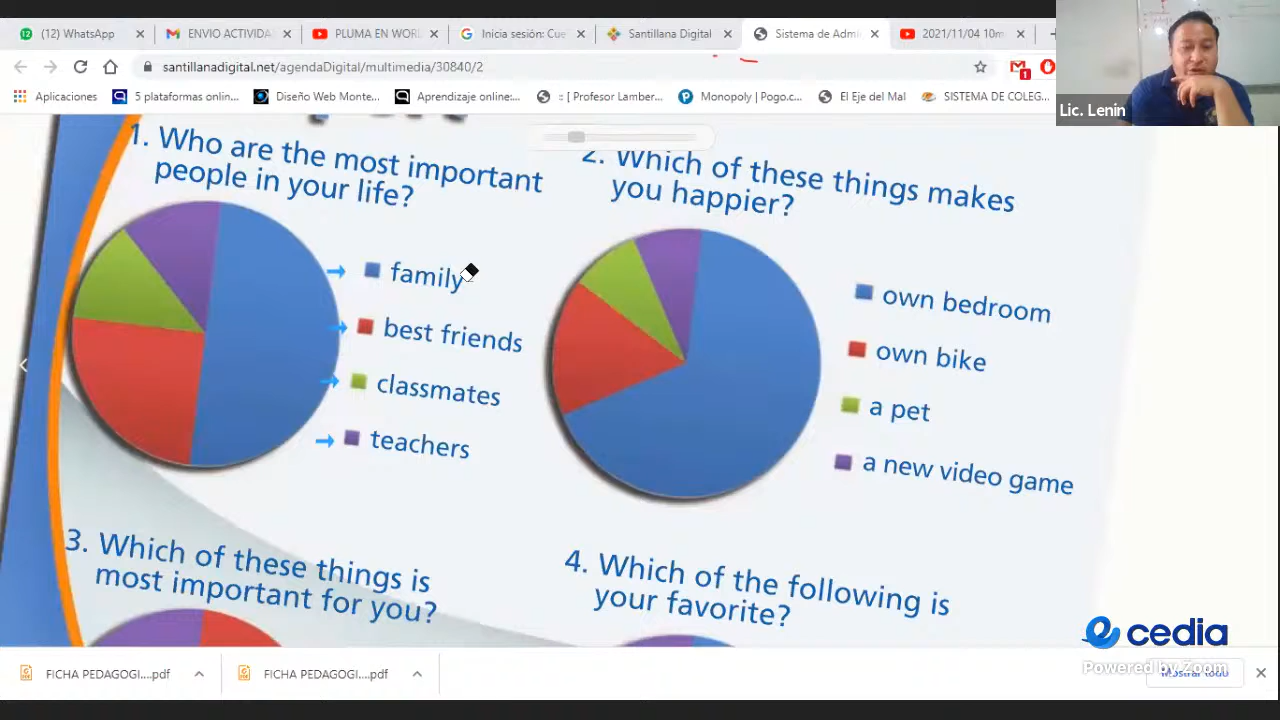 (12) WhatsApp
ENVIO ACTIVIDA
PLUMA EN WOR
Inicia sesión: Cue
Santillana Digital
Sistema de Admi
2021/11/04 10m
santillanadigital.net/agendaDigital/multimedia/30840/2
1
Aplicaciones
5 plataformas onlin...
Diseño Web Monte...
Aprendizaje online:...
:: [ Profesor Lamber...
Monopoly | Pogo.c...
El Eje del Mal
SISTEMA DE COLEG...
Lic. Lenin
1. Who are the most important
people in your life?
family
best friends
classmates
teachers
2. Which of these things makes
you happier?
own bedroom
own bike
a pet
a new video game
3. Which of these things is
most important for you?
4. Which of the following is
your favorite?
cedia
Powered by Zoom
FICHA PEDAGOGI....pdf
FICHA PEDAGOGI....pdf
Mostrar todo